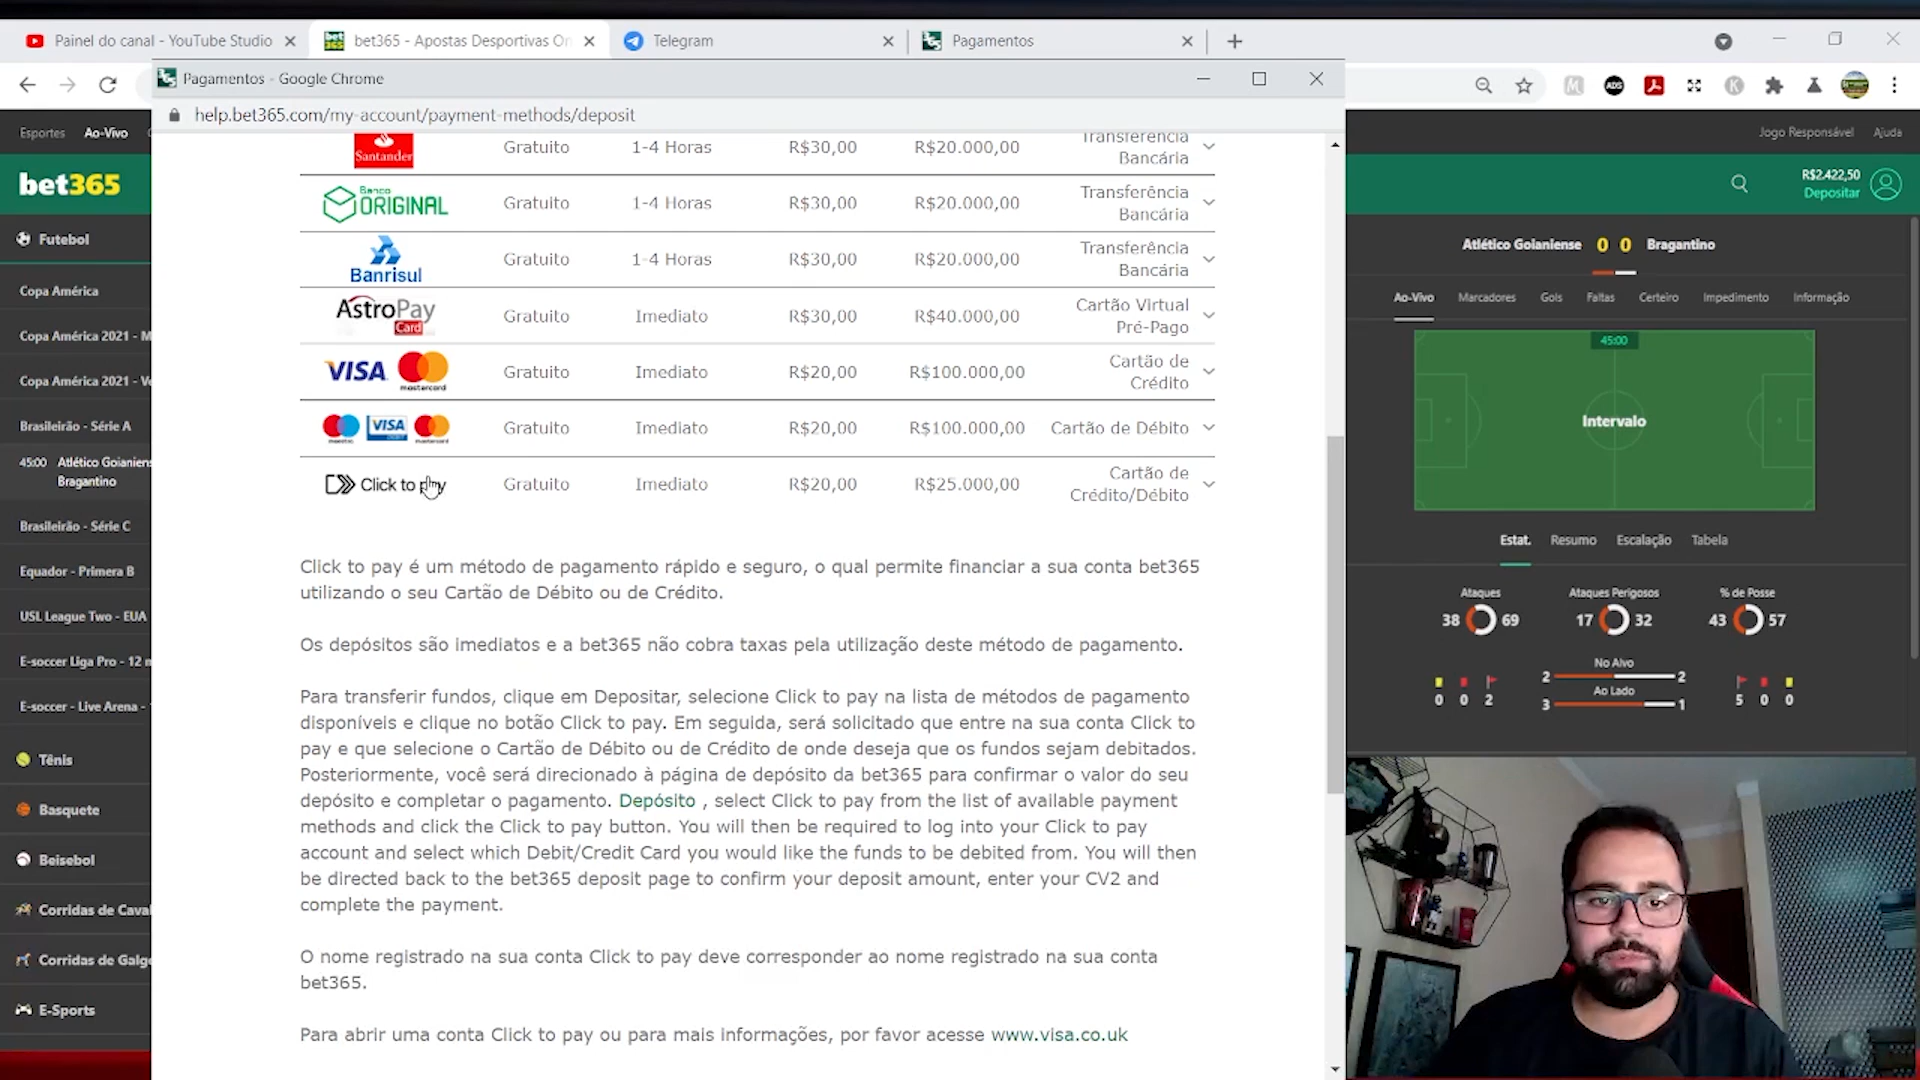 Painel do canal - YouTube Studio
bet365 - Apostas Desportivas On
Telegram
Pagamentos
Pagamentos - Google Chrome
help.bet365.com/my-account/payment-methods/deposit
Esportes Ao-Vivo
Jogo Responsável Ajuda
bet365
R$2.422,50
Depositar
Futebol
Copa América
Copa América 2021 - M
Copa América 2021 - Ve
Brasileirão - Série A
45:00 Atlético Goianiens
Bragantino
Brasileirão - Série C
Equador - Primera B
USL League Two - EUA
E-soccer Liga Pro - 12 m
E-soccer - Live Arena -
Tênis
Basquete
Beisebol
Corridas de Caval
Corridas de Galgo
E-Sports
Santander Gratuito 1-4 Horas R$30,00 R$20.000,00 Transferência
Bancária
Banco
ORIGINAL Gratuito 1-4 Horas R$30,00 R$20.000,00 Transferência
Bancária
Banrisul Gratuito 1-4 Horas R$30,00 R$20.000,00 Transferência
Bancária
AstroPay
Card Gratuito Imediato R$30,00 R$40.000,00 Cartão Virtual
Pré-Pago
VISA mastercard Gratuito Imediato R$20,00 R$100.000,00 Cartão de
Crédito
maestro VISA DEBIT mastercard Gratuito Imediato R$20,00 R$100.000,00 Cartão de Débito
Click to pay Gratuito Imediato R$20,00 R$25.000,00 Cartão de
Crédito/Débito
Click to pay é um método de pagamento rápido e seguro, o qual permite financiar a sua conta bet365
utilizando o seu Cartão de Débito ou de Crédito.
Os depósitos são imediatos e a bet365 não cobra taxas pela utilização deste método de pagamento.
Para transferir fundos, clique em Depositar, selecione Click to pay na lista de métodos de pagamento
disponíveis e clique no botão Click to pay. Em seguida, será solicitado que entre na sua conta Click to
pay e que selecione o Cartão de Débito ou de Crédito de onde deseja que os fundos sejam debitados.
Posteriormente, você será direcionado à página de depósito da bet365 para confirmar o valor do seu
depósito e completar o pagamento. Depósito , select Click to pay from the list of available payment
methods and click the Click to pay button. You will then be required to log into your Click to pay
account and select which Debit/Credit Card you would like the funds to be debited from. You will then
be directed back to the bet365 deposit page to confirm your deposit amount, enter your CV2 and
complete the payment.
O nome registrado na sua conta Click to pay deve corresponder ao nome registrado na sua conta
bet365.
Para abrir uma conta Click to pay ou para mais informações, por favor acesse www.visa.co.uk
Atlético Goianiense 0 0 Bragantino
Ao-Vivo Marcadores Gols Faltas Certeiro Impedimento Informação
45:00
Intervalo
Estat. Resumo Escalação Tabela
Ataques Ataques Perigosos % de Posse
38 69 17 32 43 57
No Alvo
2 2
Ao Lado
3 1
0 0 2 5 0 0